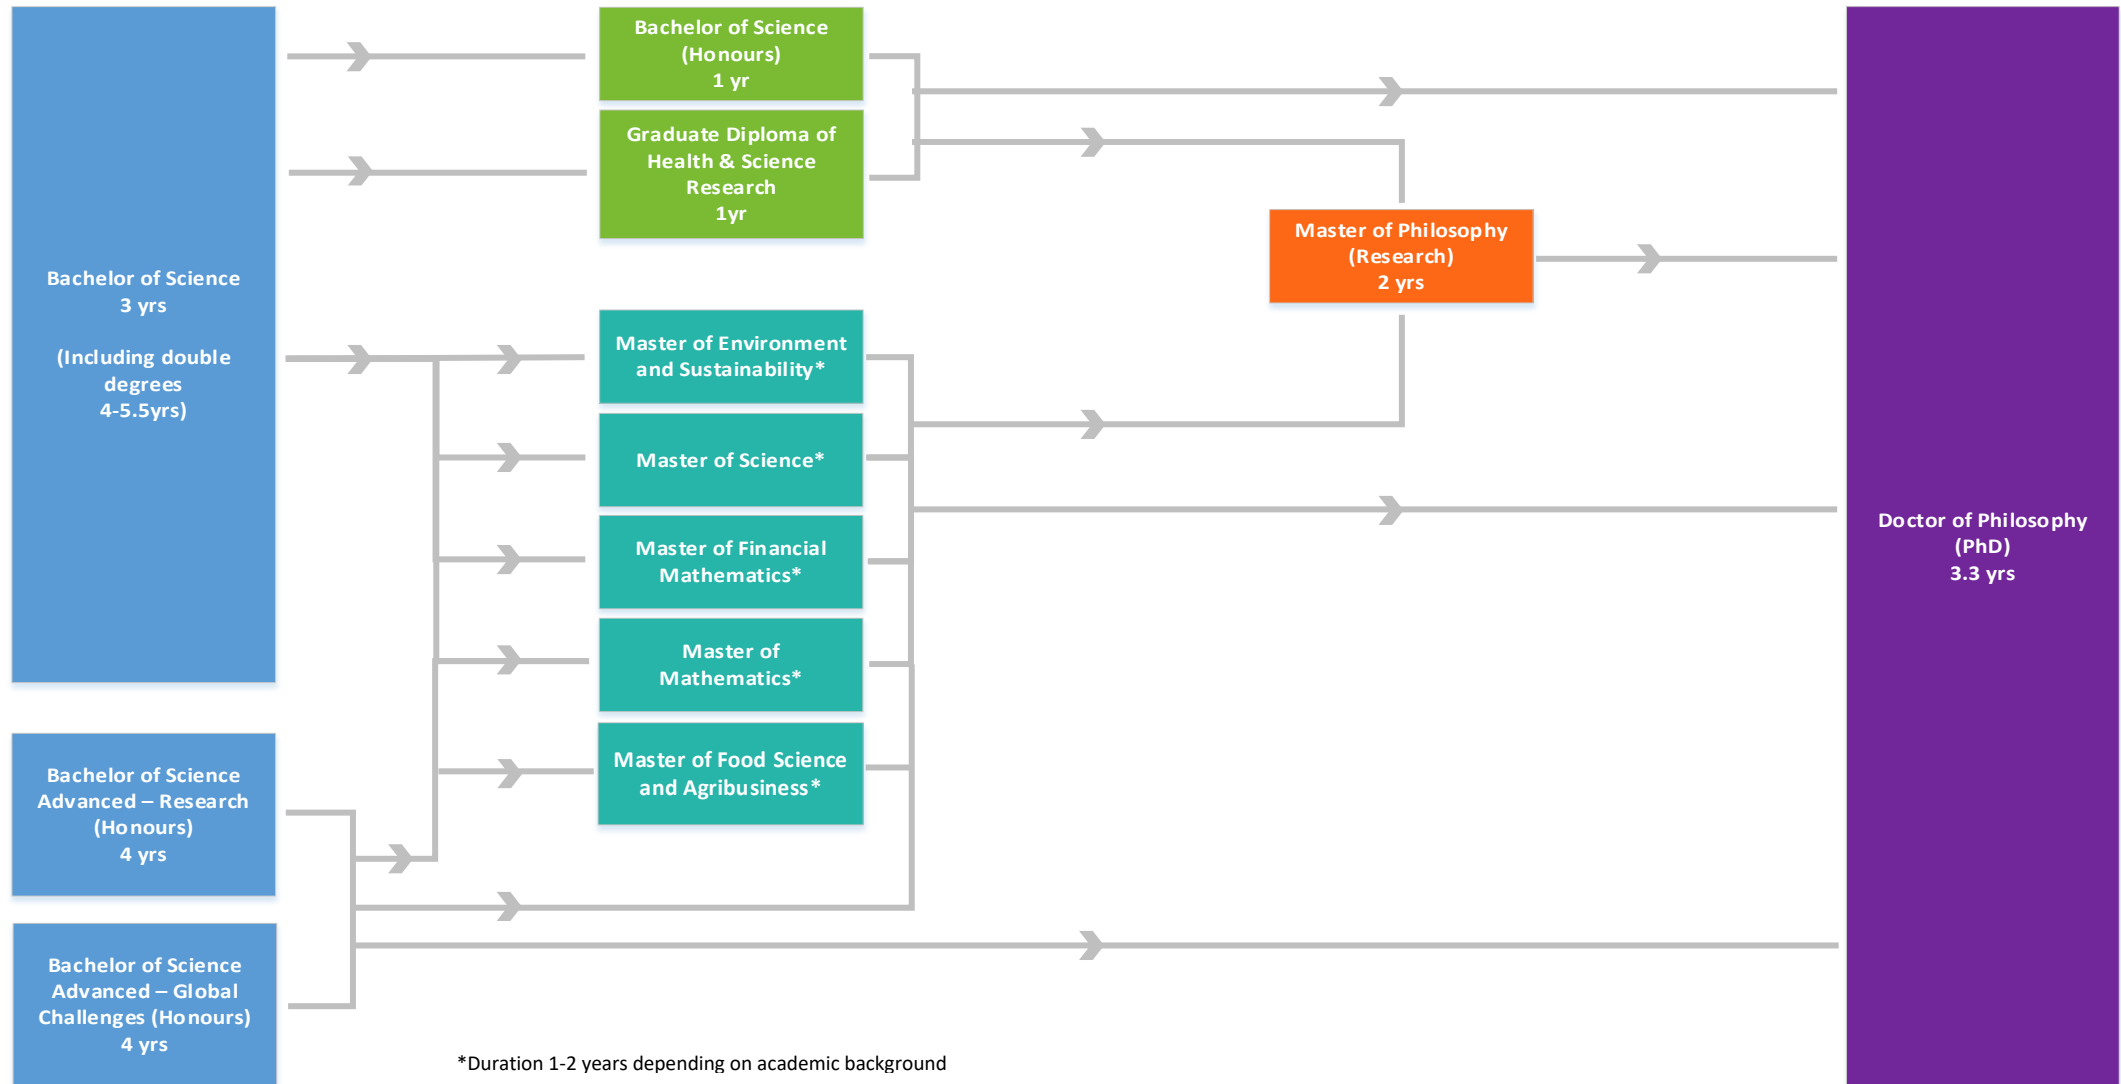 Bachelor of Science
3 yrs
(Including double
degrees
4-5.5yrs)
Bachelor of Science
Advanced – Research
(Honours)
4 yrs
Bachelor of Science
Advanced – Global
Challenges (Honours)
4 yrs
Bachelor of Science
(Honours)
1 yr
Graduate Diploma of
Health & Science
Research
1yr
Master of Environment
and Sustainability*
Master of Science*
Master of Financial
Mathematics*
Master of
Mathematics*
Master of Food Science
and Agribusiness*
Master of Philosophy
(Research)
2 yrs
Doctor of Philosophy
(PhD)
3.3 yrs
*Duration 1-2 years depending on academic background